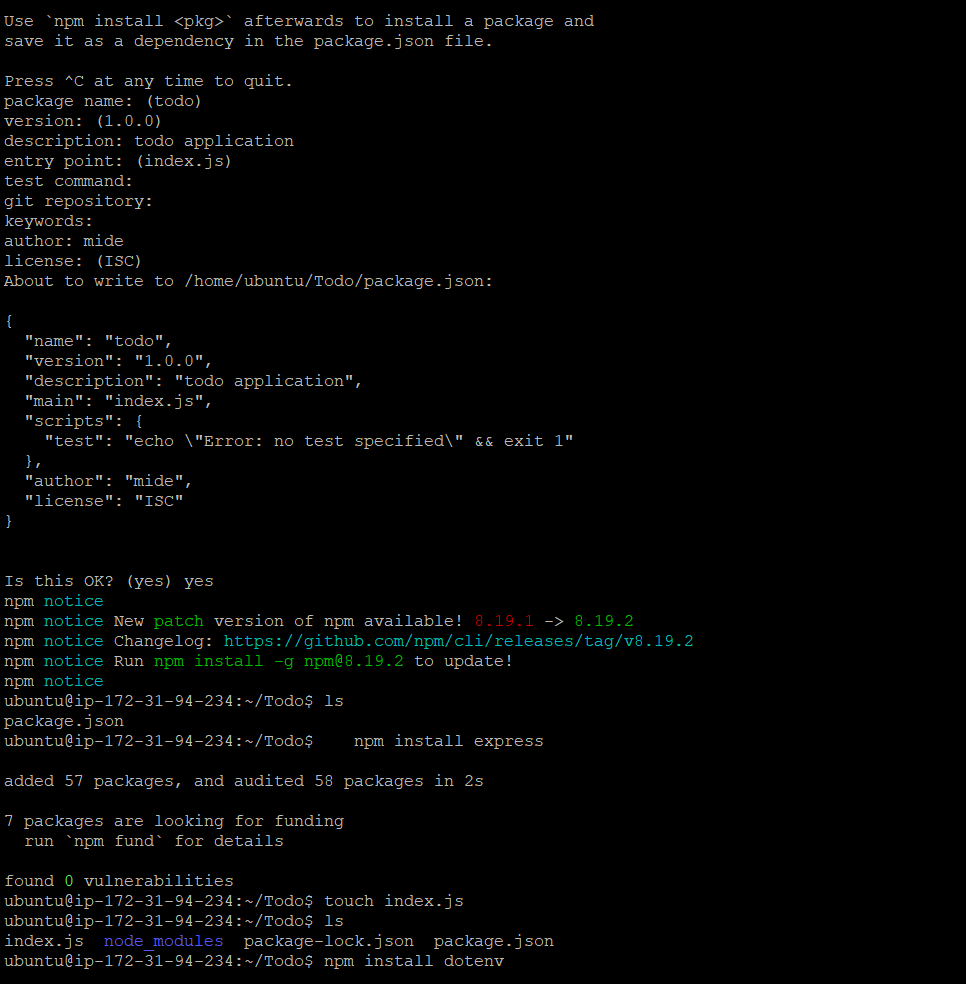 Use `npm install <pkg>` afterwards to install a package and
save it as a dependency in the package.json file.
Press ^C at any time to quit.
package name: (todo)
version: (1.0.0)
description: todo application
entry point: (index.js)
test command:
git repository:
keywords:
author: mide
license: (ISC)
About to write to /home/ubuntu/Todo/package.json:
{
  "name": "todo",
  "version": "1.0.0",
  "description": "todo application",
  "main": "index.js",
  "scripts": {
    "test": "echo \"Error: no test specified\" && exit 1"
  },
  "author": "mide",
  "license": "ISC"
}
Is this OK? (yes) yes
npm notice
npm notice New patch version of npm available! 8.19.1 -> 8.19.2
npm notice Changelog: https://github.com/npm/cli/releases/tag/v8.19.2
npm notice Run npm install -g npm@8.19.2 to update!
npm notice
ubuntu@ip-172-31-94-234:~/Todo$ ls
package.json
ubuntu@ip-172-31-94-234:~/Todo$    npm install express
added 57 packages, and audited 58 packages in 2s
7 packages are looking for funding
  run `npm fund` for details
found 0 vulnerabilities
ubuntu@ip-172-31-94-234:~/Todo$ touch index.js
ubuntu@ip-172-31-94-234:~/Todo$ ls
index.js  node_modules  package-lock.json  package.json
ubuntu@ip-172-31-94-234:~/Todo$ npm install dotenv